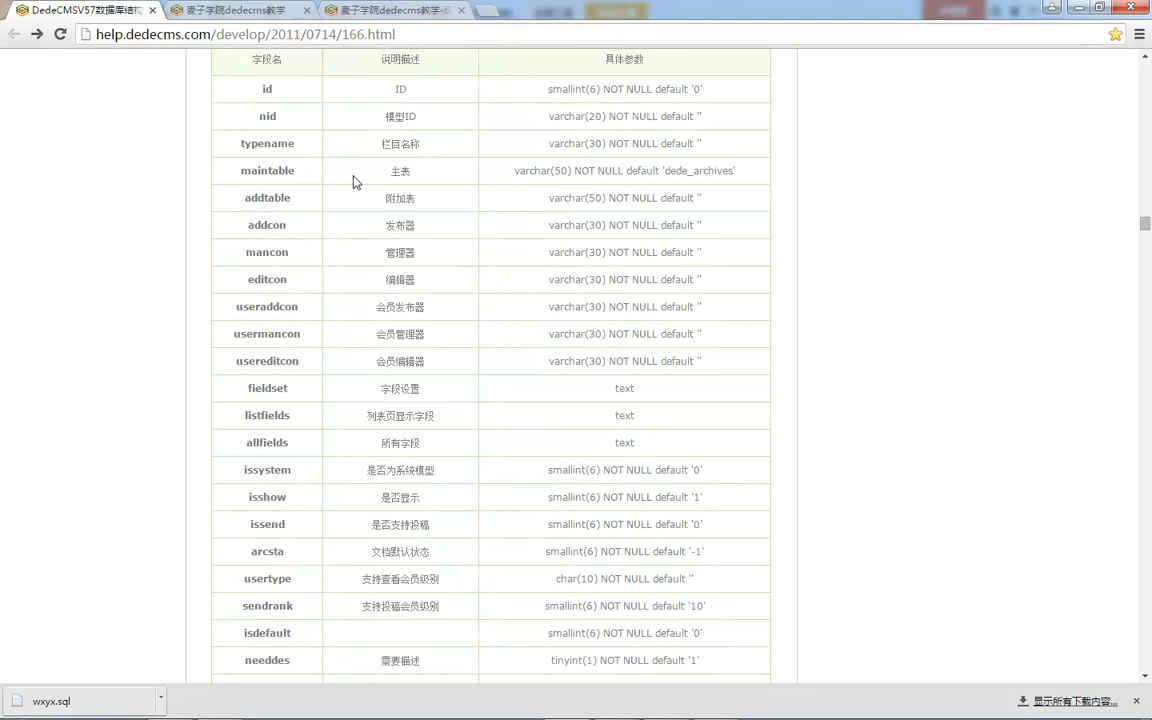 DedeCMSV57数据库结构
麦子学院dedecms教学
麦子学院dedecms教学-
help.dedecms.com/develop/2011/0714/166.html
字段名 说明描述 具体参数
id ID smallint(6) NOT NULL default '0'
nid 模型ID varchar(20) NOT NULL default ''
typename 栏目名称 varchar(30) NOT NULL default ''
maintable 主表 varchar(50) NOT NULL default 'dede_archives'
addtable 附加表 varchar(50) NOT NULL default ''
addcon 发布器 varchar(30) NOT NULL default ''
mancon 管理器 varchar(30) NOT NULL default ''
editcon 编辑器 varchar(30) NOT NULL default ''
useraddcon 会员发布器 varchar(30) NOT NULL default ''
usermancon 会员管理器 varchar(30) NOT NULL default ''
usereditcon 会员编辑器 varchar(30) NOT NULL default ''
fieldset 字段设置 text
listfields 列表页显示字段 text
allfields 所有字段 text
issystem 是否为系统模型 smallint(6) NOT NULL default '0'
isshow 是否显示 smallint(6) NOT NULL default '1'
issend 是否支持投稿 smallint(6) NOT NULL default '0'
arcsta 文档默认状态 smallint(6) NOT NULL default '-1'
usertype 支持查看会员级别 char(10) NOT NULL default ''
sendrank 支持投稿会员级别 smallint(6) NOT NULL default '10'
isdefault smallint(6) NOT NULL default '0'
needdes 需要描述 tinyint(1) NOT NULL default '1'
wxyx.sql
显示所有下载内容...